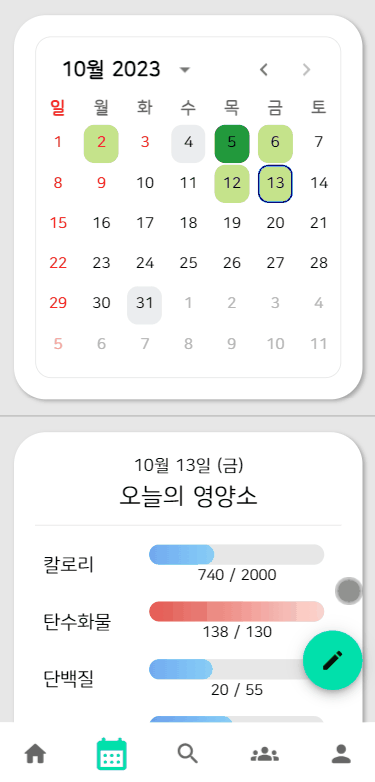 10월 2023
일 월 화 수 목 금 토
1 2 3 4 5 6 7
8 9 10 11 12 13 14
15 16 17 18 19 20 21
22 23 24 25 26 27 28
29 30 31 1 2 3 4
5 6 7 8 9 10 11
10월 13일 (금)
오늘의 영양소
칼로리
740 / 2000
탄수화물
138 / 130
단백질
20 / 55